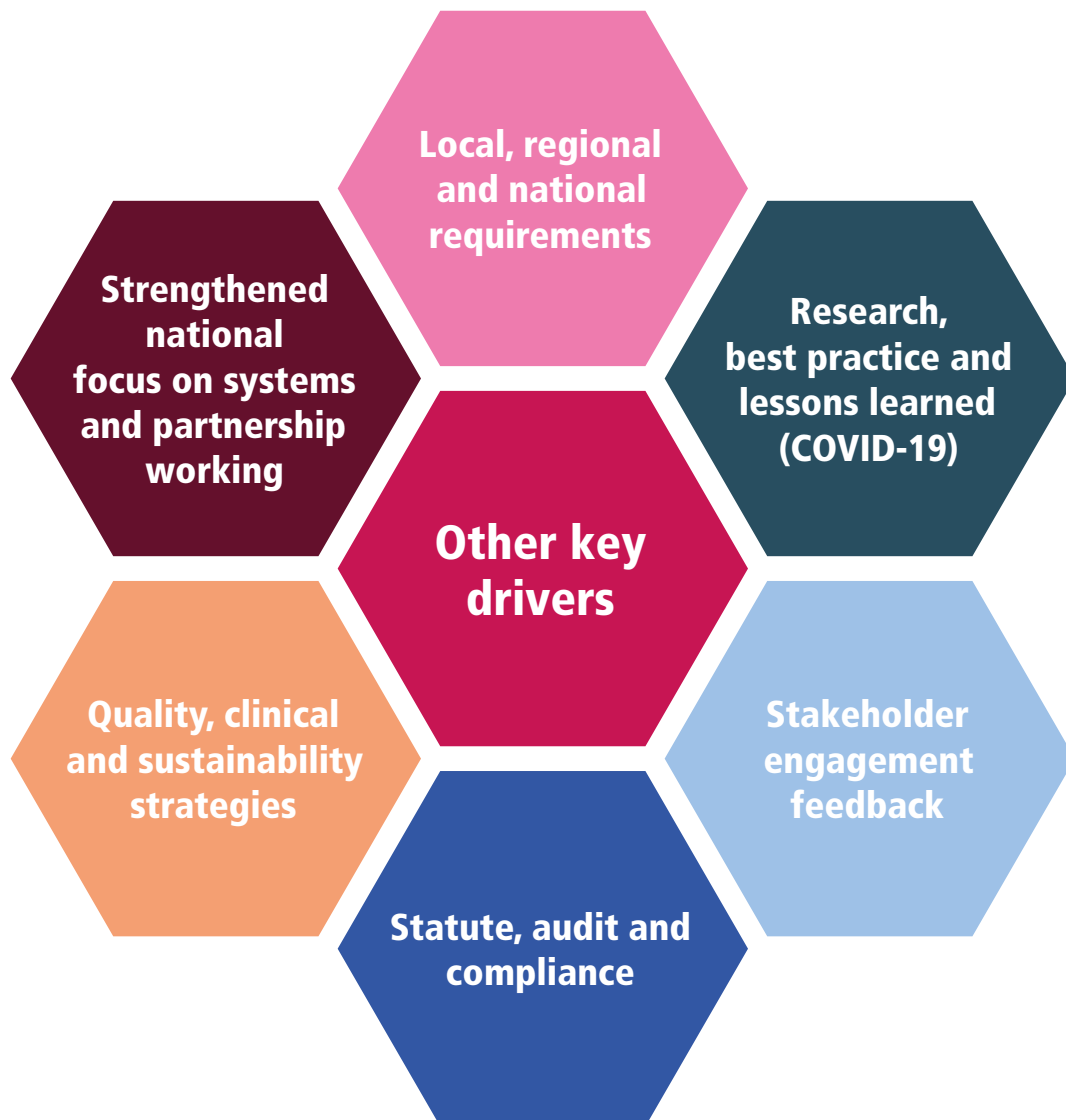 Local, regional
and national
requirements
Strengthened
national
focus on systems
and partnership
working
Research,
best practice and
lessons learned
(COVID-19)
Other key
drivers
Quality, clinical
and sustainability
strategies
Stakeholder
engagement
feedback
Statute, audit and
compliance